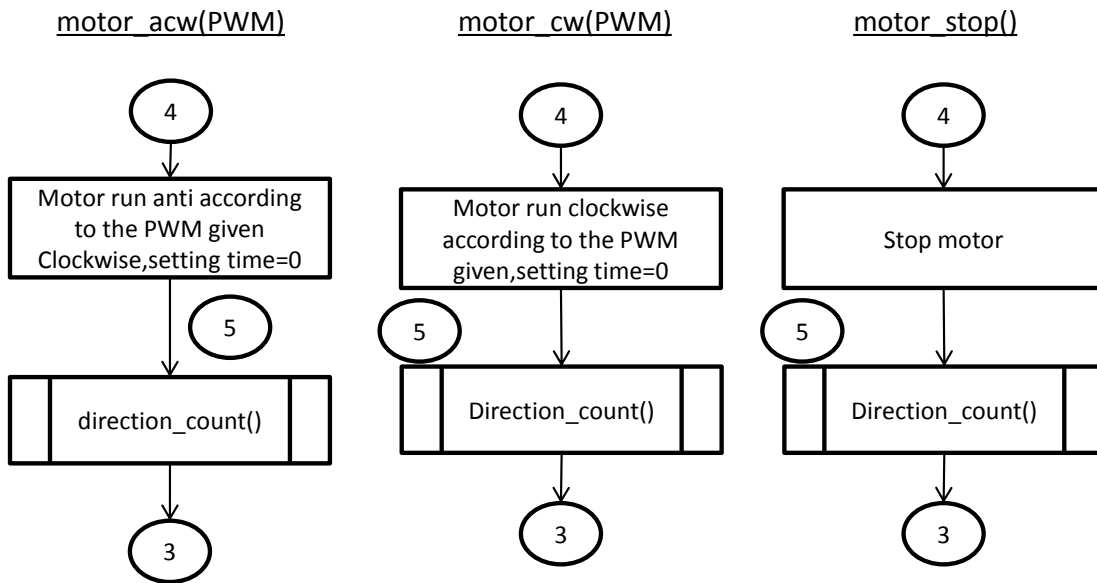 motor_acw(PWM)
4
Motor run anti according
to the PWM given
Clockwise,setting time=0
5
direction_count()
3
motor_cw(PWM)
4
Motor run clockwise
according to the PWM
given,setting time=0
5
Direction_count()
3
motor_stop()
4
Stop motor
5
Direction_count()
3